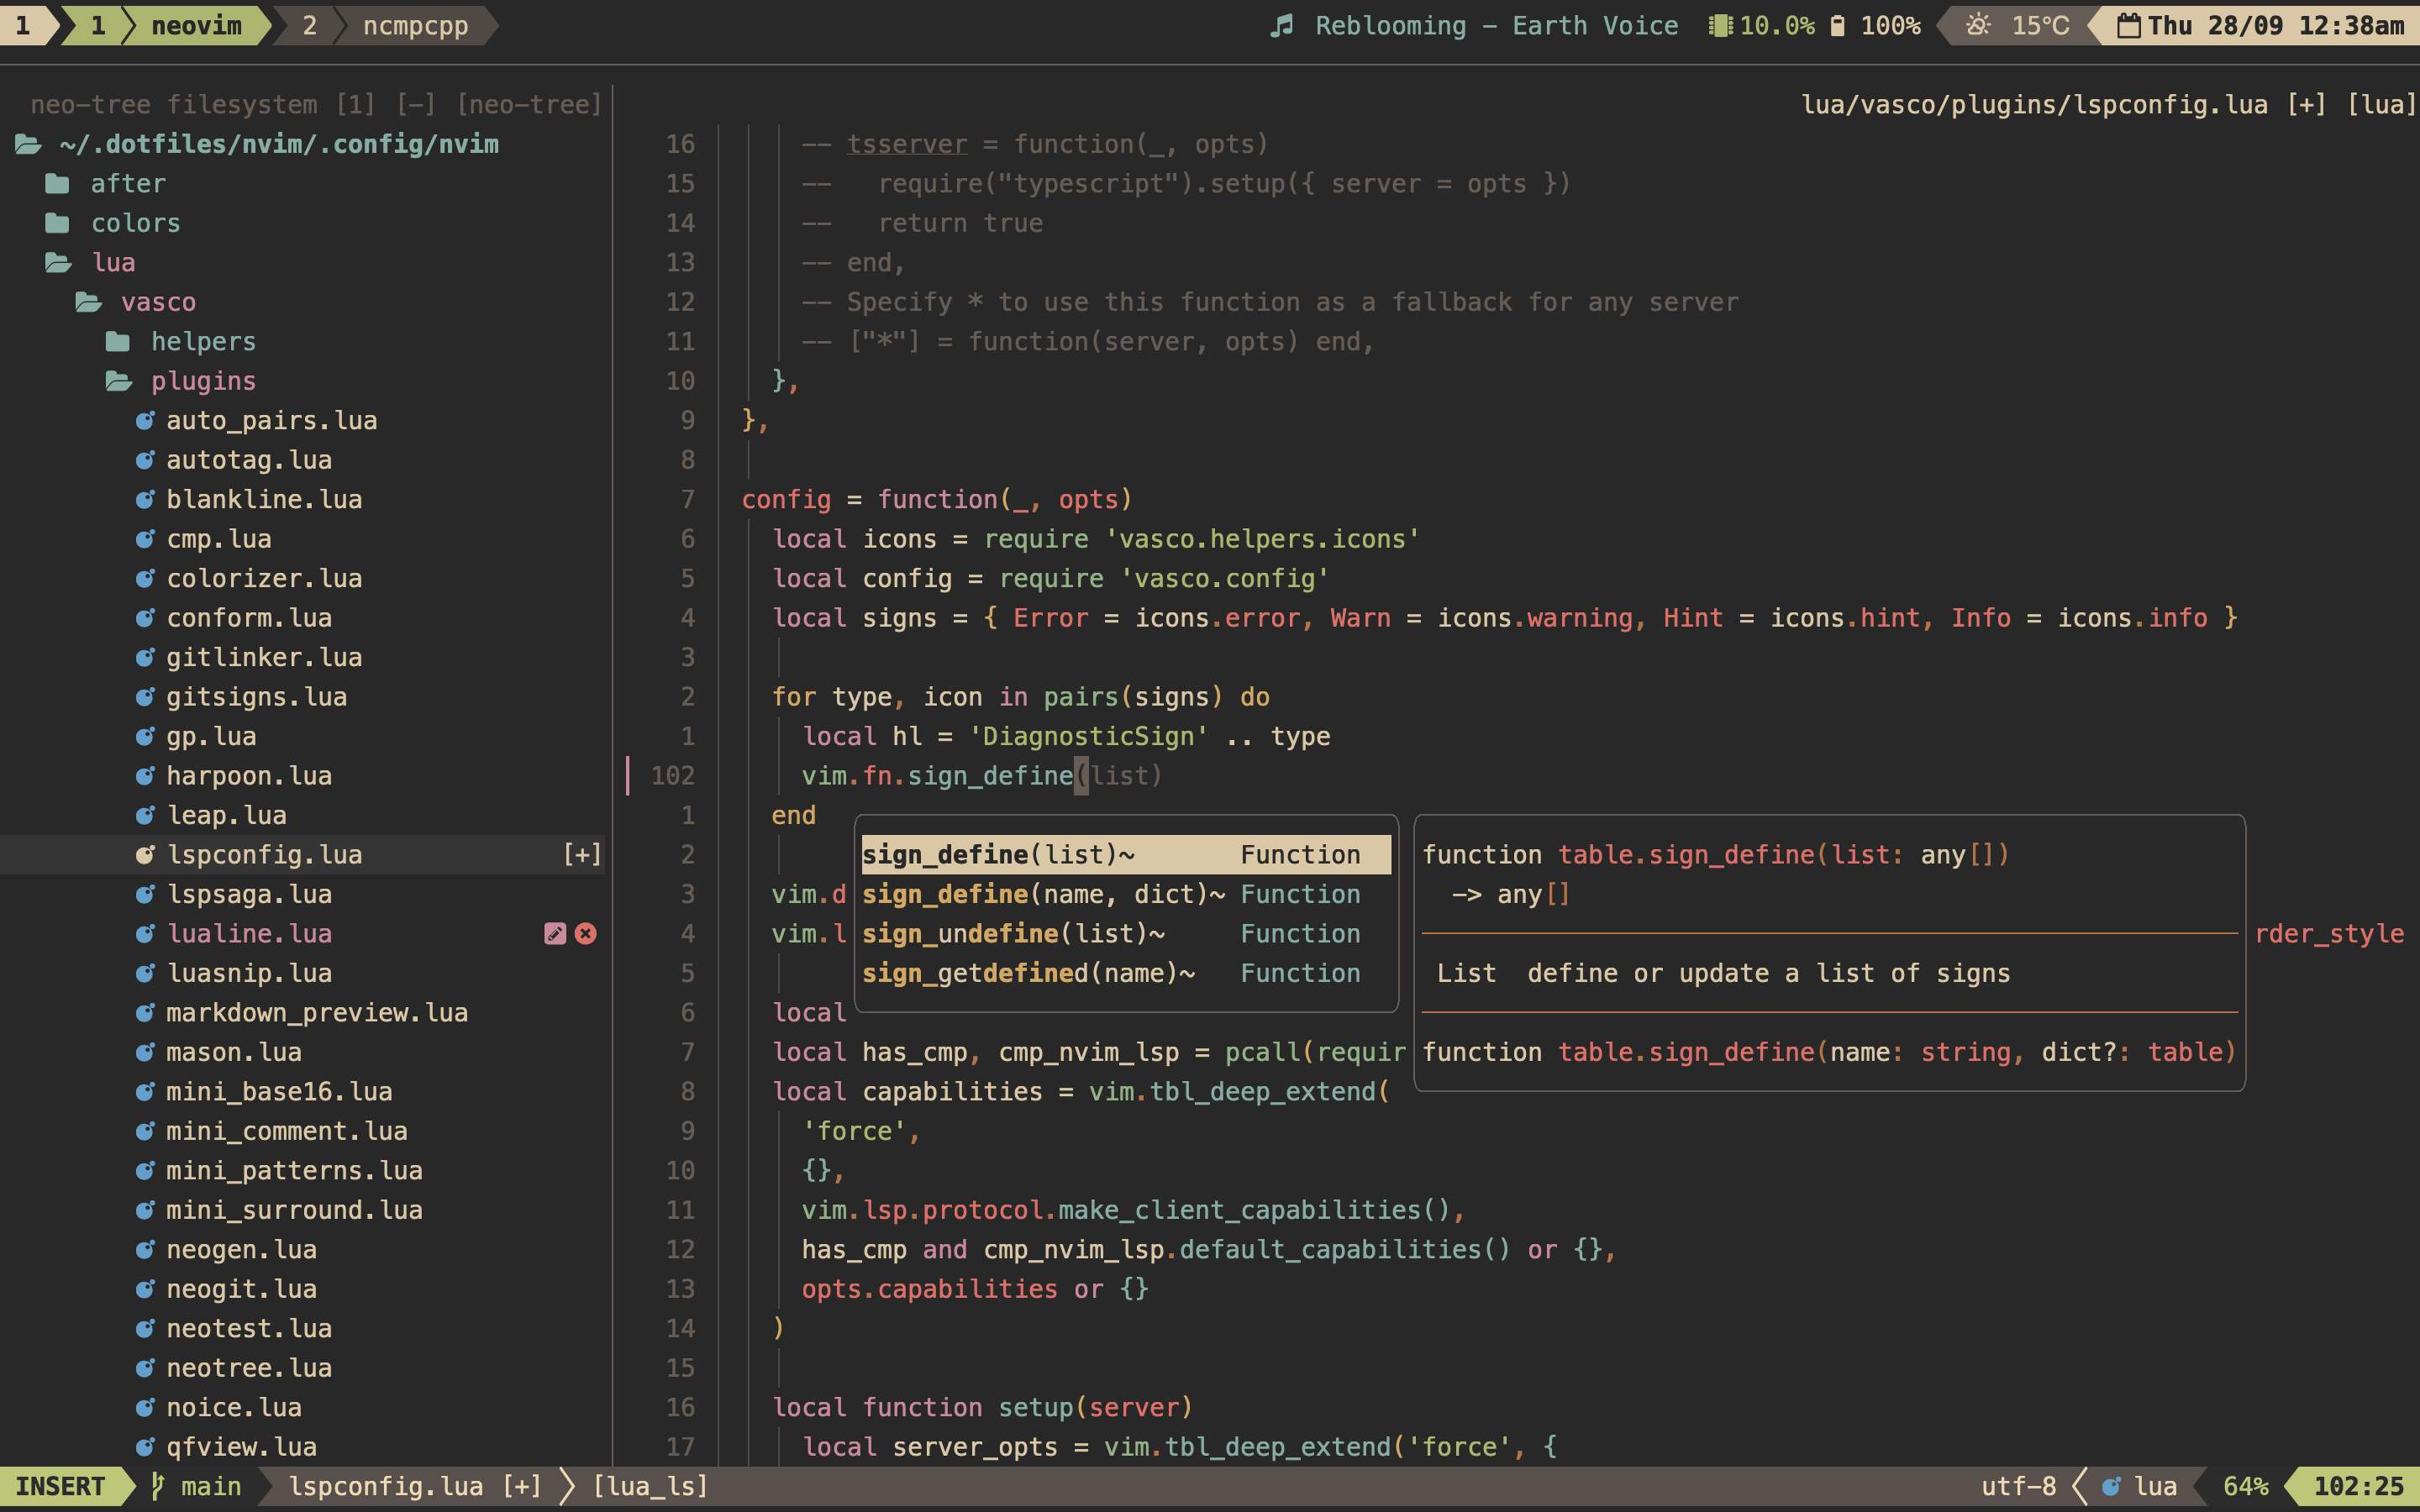 1 1 neovim 2 ncmpcpp Reblooming – Earth Voice 10.0% 100% 15°C Thu 28/09 12:38am
neo-tree filesystem [1] [-] [neo-tree]
~/.dotfiles/nvim/.config/nvim
after
colors
lua
vasco
helpers
plugins
auto_pairs.lua
autotag.lua
blankline.lua
cmp.lua
colorizer.lua
conform.lua
gitlinker.lua
gitsigns.lua
gp.lua
harpoon.lua
leap.lua
lspconfig.lua [+]
lspsaga.lua
lualine.lua
luasnip.lua
markdown_preview.lua
mason.lua
mini_base16.lua
mini_comment.lua
mini_patterns.lua
mini_surround.lua
neogen.lua
neogit.lua
neotest.lua
neotree.lua
noice.lua
qfview.lua
lua/vasco/plugins/lspconfig.lua [+] [lua]
16 -- tsserver = function(_, opts)
15 --   require("typescript").setup({ server = opts })
14 --   return true
13 -- end,
12 -- Specify * to use this function as a fallback for any server
11 -- ["*"] = function(server, opts) end,
10 },
9 },
8
7 config = function(_, opts)
6 local icons = require 'vasco.helpers.icons'
5 local config = require 'vasco.config'
4 local signs = { Error = icons.error, Warn = icons.warning, Hint = icons.hint, Info = icons.info }
3
2 for type, icon in pairs(signs) do
1 local hl = 'DiagnosticSign' .. type
102 vim.fn.sign_define(list)
1 end
2
3 vim.d
4 vim.l rder_style
5
6 local
7 local has_cmp, cmp_nvim_lsp = pcall(requir
8 local capabilities = vim.tbl_deep_extend(
9 'force',
10 {},
11 vim.lsp.protocol.make_client_capabilities(),
12 has_cmp and cmp_nvim_lsp.default_capabilities() or {},
13 opts.capabilities or {}
14 )
15
16 local function setup(server)
17 local server_opts = vim.tbl_deep_extend('force', {
sign_define(list)~ Function
sign_define(name, dict)~ Function
sign_undefine(list)~ Function
sign_getdefined(name)~ Function
function table.sign_define(list: any[])
-> any[]
List  define or update a list of signs
function table.sign_define(name: string, dict?: table)
INSERT main lspconfig.lua [+] [lua_ls] utf-8 lua 64% 102:25